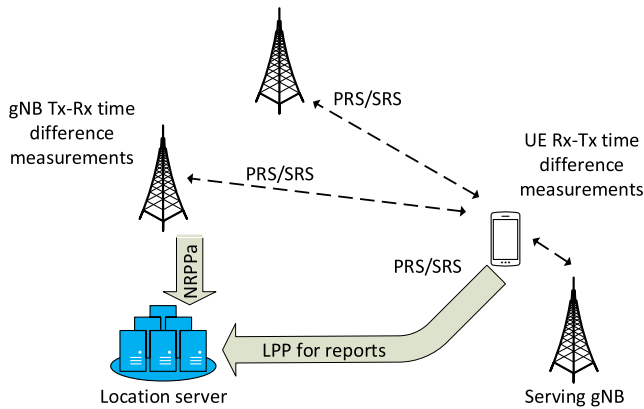 PRS/SRS
gNB Tx-Rx time
difference
measurements
PRS/SRS
UE Rx-Tx time
difference
measurements
PRS/SRS
NRPPa
LPP for reports
Location server
Serving gNB